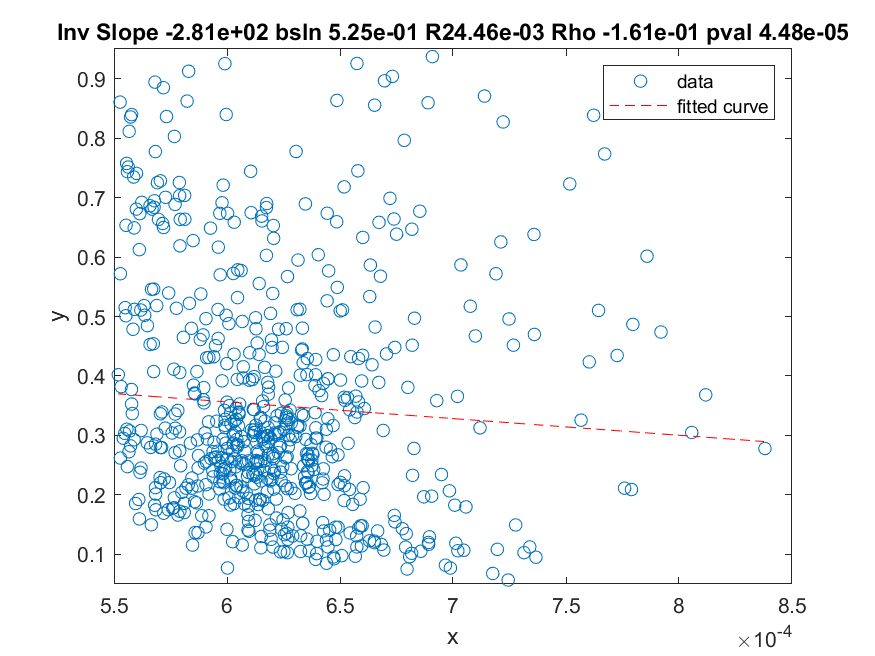 Inv Slope -2.81e+02 bsln 5.25e-01 R24.46e-03 Rho -1.61e-01 pval 4.48e-05
data
fitted curve
0.9
0.8
0.7
0.6
0.5
0.4
0.3
0.2
0.1
y
5.5 6 6.5 7 7.5 8 8.5
x
×10-4